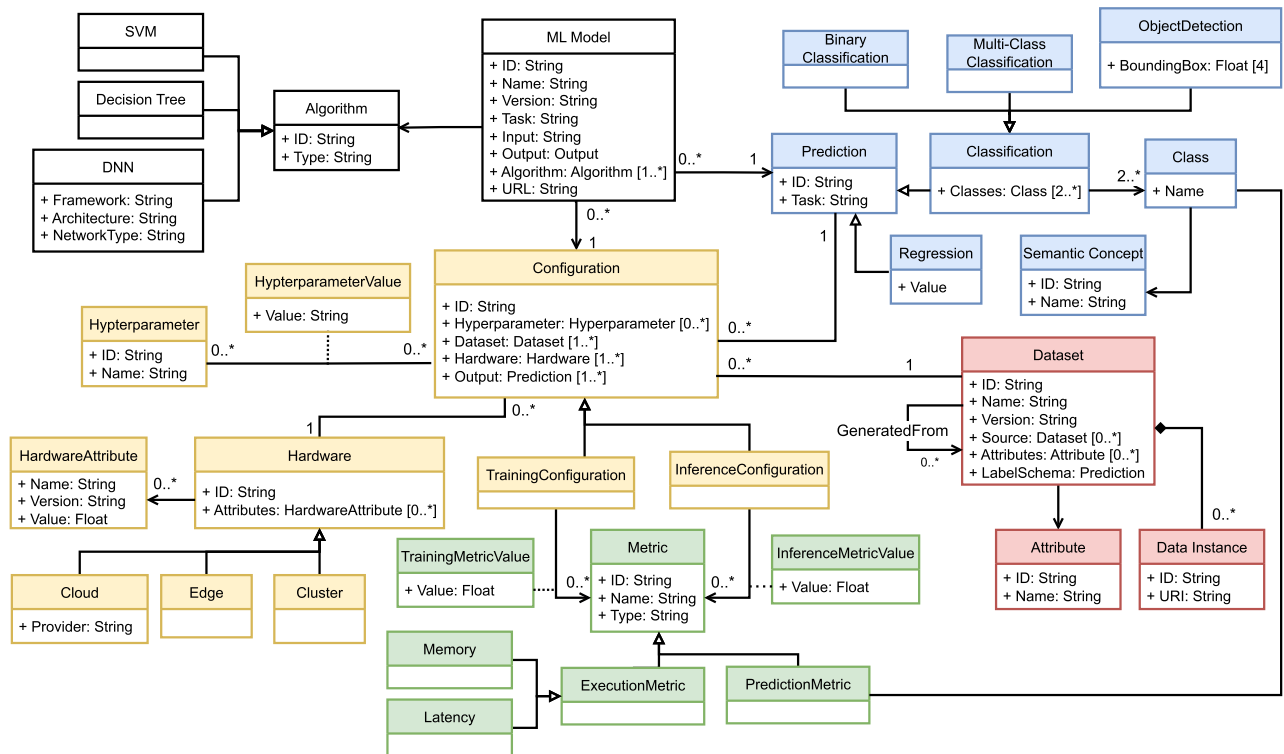 SVM
Decision Tree
DNN
+ Framework: String
+ Architecture: String
+ NetworkType: String
Algorithm
+ ID: String
+ Type: String
ML Model
+ ID: String
+ Name: String
+ Version: String
+ Task: String
+ Input: String
+ Output: Output
+ Algorithm: Algorithm [1..*]
+ URL: String
0..*
1
0..*
1
Binary
Classification
Multi-Class
Classification
ObjectDetection
+ BoundingBox: Float [4]
Prediction
+ ID: String
+ Task: String
Classification
+ Classes: Class [2..*]
2..*
Class
+ Name
1
Regression
+ Value
Semantic Concept
+ ID: String
+ Name: String
HypterparameterValue
+ Value: String
Hypterparameter
+ ID: String
+ Name: String
0..*
0..*
Configuration
+ ID: String
+ Hyperparameter: Hyperparameter [0..*]
+ Dataset: Dataset [1..*]
+ Hardware: Hardware [1..*]
+ Output: Prediction [1..*]
0..*
0..*
1
0..*
1
Dataset
+ ID: String
+ Name: String
+ Version: String
+ Source: Dataset [0..*]
+ Attributes: Attribute [0..*]
+ LabelSchema: Prediction
GeneratedFrom
0..*
0..*
HardwareAttribute
+ Name: String
+ Version: String
+ Value: Float
0..*
Hardware
+ ID: String
+ Attributes: HardwareAttribute [0..*]
TrainingConfiguration
InferenceConfiguration
Cloud
+ Provider: String
Edge
Cluster
TrainingMetricValue
+ Value: Float
0..*
Metric
+ ID: String
+ Name: String
+ Type: String
0..*
InferenceMetricValue
+ Value: Float
Attribute
+ ID: String
+ Name: String
Data Instance
+ ID: String
+ URI: String
Memory
Latency
ExecutionMetric
PredictionMetric